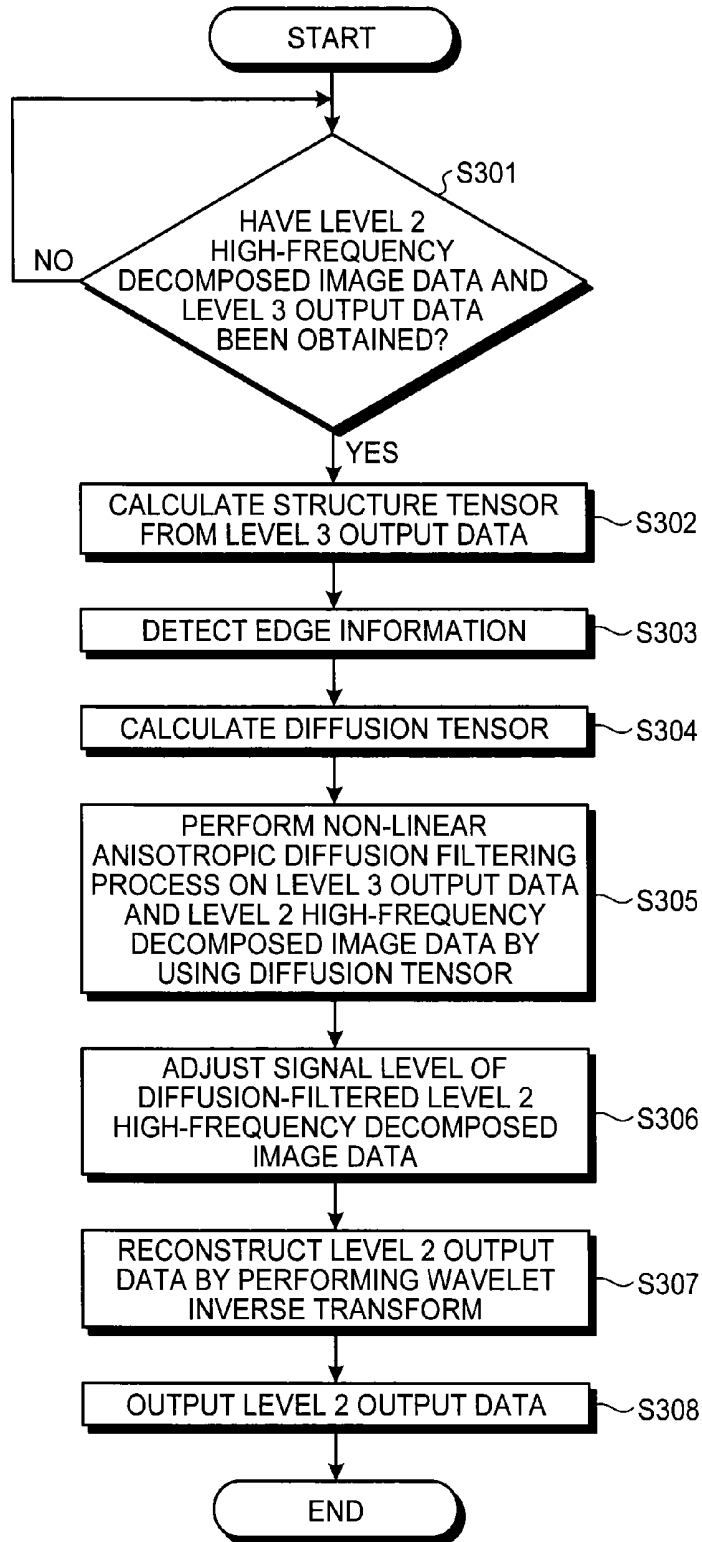 START
S301
HAVE LEVEL 2
HIGH-FREQUENCY
DECOMPOSED IMAGE DATA AND
LEVEL 3 OUTPUT DATA
BEEN OBTAINED?
NO
YES
CALCULATE STRUCTURE TENSOR
FROM LEVEL 3 OUTPUT DATA
S302
DETECT EDGE INFORMATION
S303
CALCULATE DIFFUSION TENSOR
S304
PERFORM NON-LINEAR
ANISOTROPIC DIFFUSION FILTERING
PROCESS ON LEVEL 3 OUTPUT DATA
AND LEVEL 2 HIGH-FREQUENCY
DECOMPOSED IMAGE DATA BY
USING DIFFUSION TENSOR
S305
ADJUST SIGNAL LEVEL OF
DIFFUSION-FILTERED LEVEL 2
HIGH-FREQUENCY DECOMPOSED
IMAGE DATA
S306
RECONSTRUCT LEVEL 2 OUTPUT
DATA BY PERFORMING WAVELET
INVERSE TRANSFORM
S307
OUTPUT LEVEL 2 OUTPUT DATA
S308
END